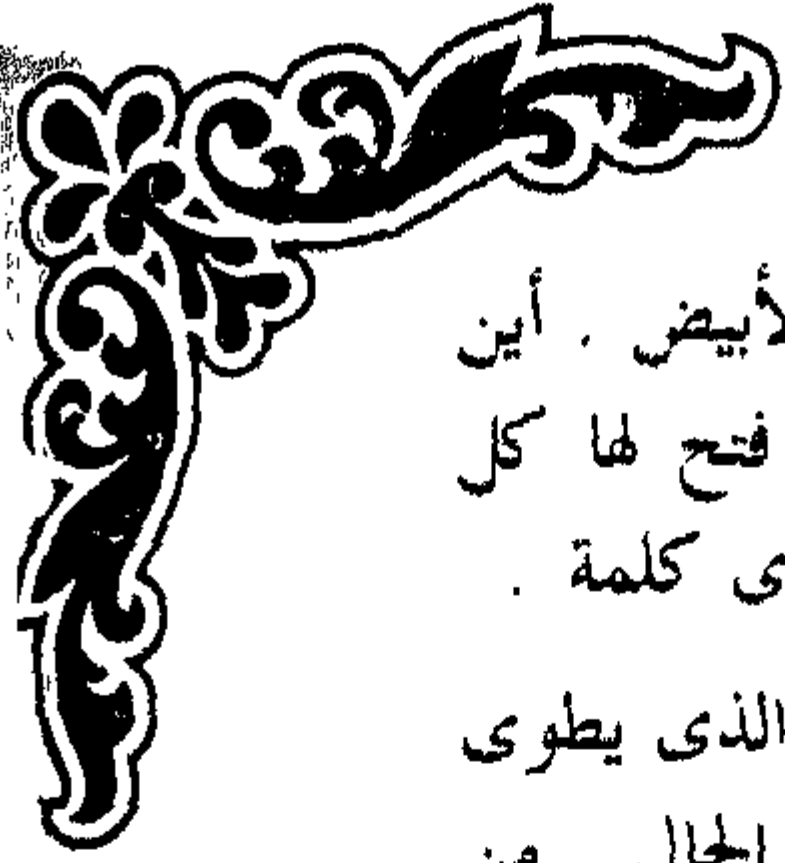 لأبيض . أين
فتح لها كل
ى كلمة .
الذى يطوى